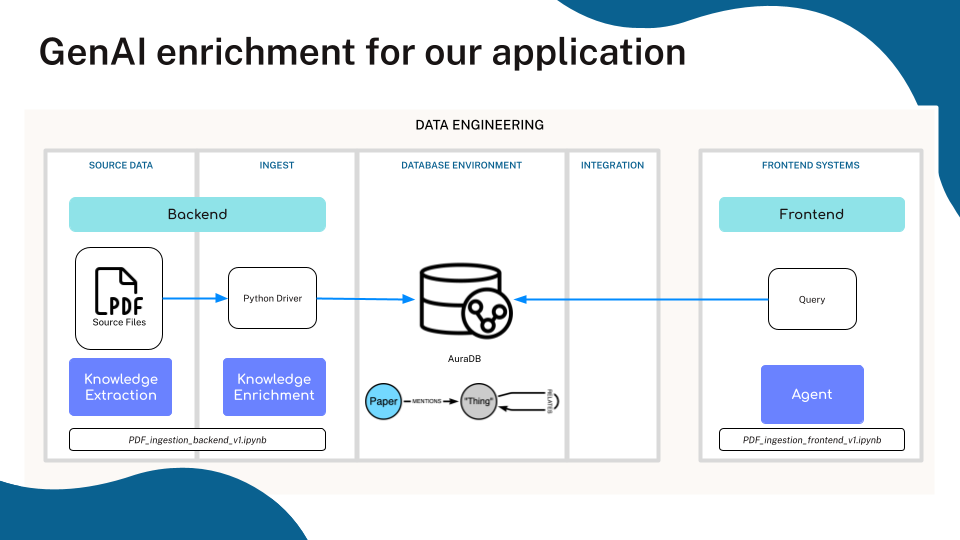 GenAI enrichment for our application
DATA ENGINEERING
SOURCE DATA
INGEST
DATABASE ENVIRONMENT
INTEGRATION
FRONTEND SYSTEMS
Backend
Frontend
PDF
Source Files
Python Driver
Query
AuraDB
Knowledge
Extraction
Knowledge
Enrichment
Paper
MENTIONS
"Thing"
RELATES
Agent
PDF_ingestion_backend_v1.ipynb
PDF_ingestion_frontend_v1.ipynb